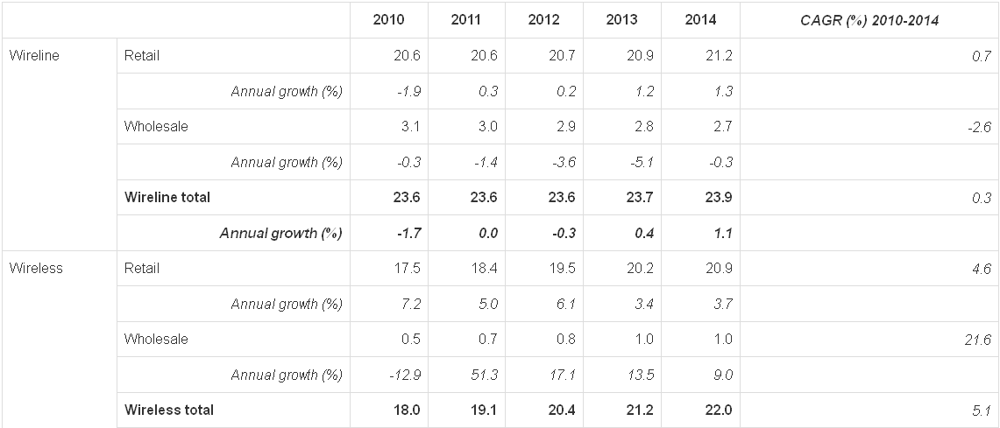 2010 2011 2012 2013 2014 CAGR (%) 2010-2014
Wireline Retail 20.6 20.6 20.7 20.9 21.2 0.7
Annual growth (%) -1.9 0.3 0.2 1.2 1.3
Wholesale 3.1 3.0 2.9 2.8 2.7 -2.6
Annual growth (%) -0.3 -1.4 -3.6 -5.1 -0.3
Wireline total 23.6 23.6 23.6 23.7 23.9 0.3
Annual growth (%) -1.7 0.0 -0.3 0.4 1.1
Wireless Retail 17.5 18.4 19.5 20.2 20.9 4.6
Annual growth (%) 7.2 5.0 6.1 3.4 3.7
Wholesale 0.5 0.7 0.8 1.0 1.0 21.6
Annual growth (%) -12.9 51.3 17.1 13.5 9.0
Wireless total 18.0 19.1 20.4 21.2 22.0 5.1